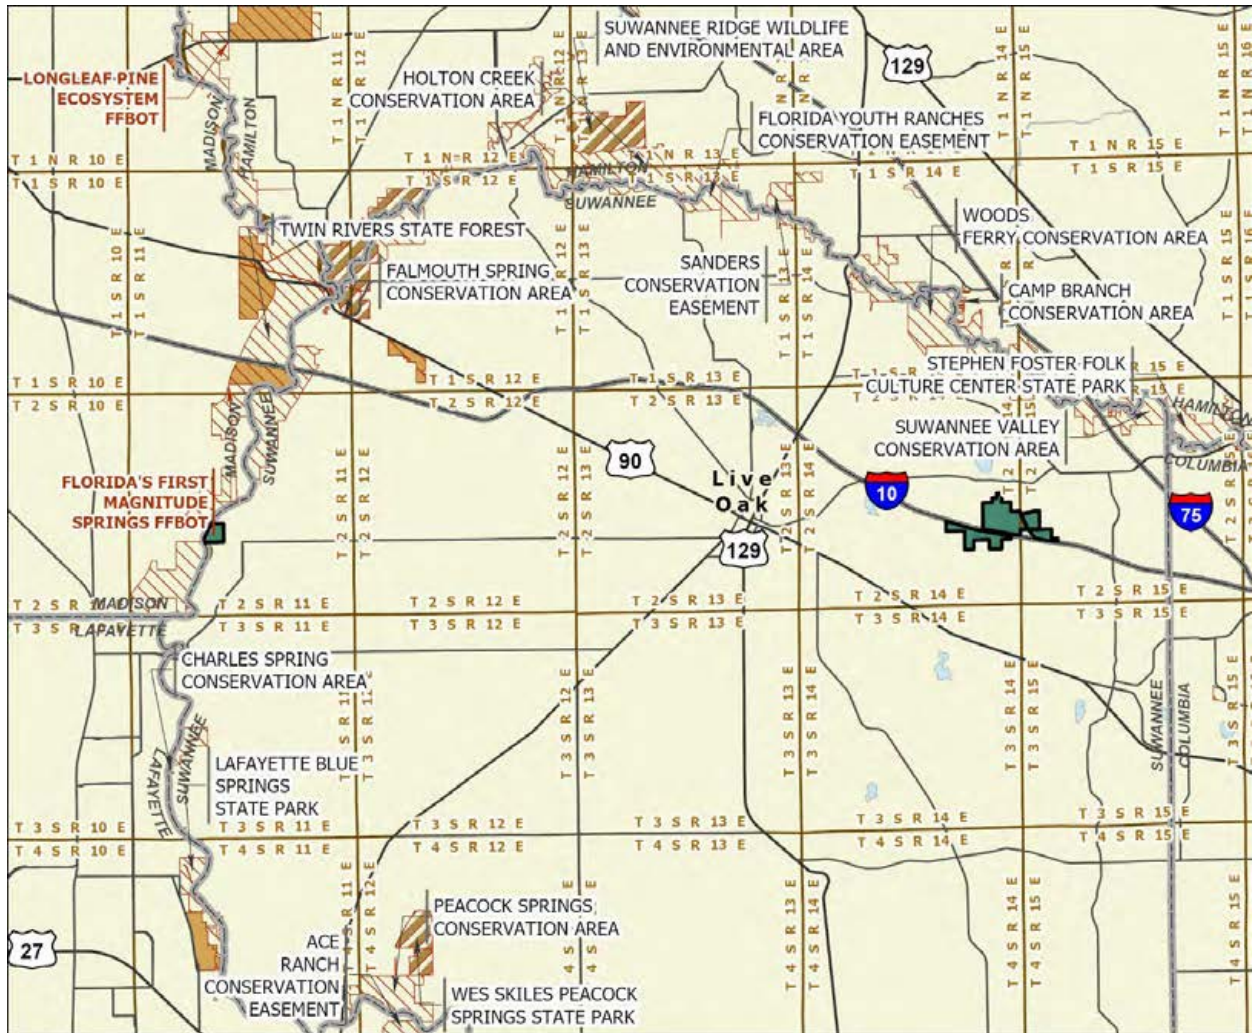 SUWANNEE RIDGE WILDLIFE
AND ENVIRONMENTAL AREA
129
LONGLEAF PINE
ECOSYSTEM
FFBOT
HOLTON CREEK
CONSERVATION AREA
FLORIDA YOUTH RANCHES
CONSERVATION EASEMENT
MADISON
HAMILTON
T 1 N R 10 E
T 1 S R 10 E
T 1 N R 12 E
T 1 S R 12 E
T 1 N R 13 E
T 1 S R 13 E
T 1 S R 14 E
T 1 N R 15 E
T 1 S R 15 E
HAMILTON
SUWANNEE
TWIN RIVERS STATE FOREST
FALMOUTH SPRING
CONSERVATION AREA
SANDERS
CONSERVATION
EASEMENT
WOODS
FERRY CONSERVATION AREA
CAMP BRANCH
CONSERVATION AREA
STEPHEN FOSTER FOLK
CULTURE CENTER STATE PARK
SUWANNEE VALLEY
CONSERVATION AREA
HAMILTON
COLUMBIA
T 1 S R 10 E
T 2 S R 10 E
T 1 S R 12 E
T 2 S R 12 E
T 1 S R 13 E
T 2 S R 13 E
MADISON
SUWANNEE
90
Live
Oak
10
75
129
FLORIDA'S FIRST
MAGNITUDE
SPRINGS FFBOT
T 2 S R 10 E
MADISON
LAFAYETTE
T 2 S R 11 E
T 3 S R 11 E
T 2 S R 12 E
T 3 S R 12 E
T 2 S R 13 E
T 3 S R 13 E
T 2 S R 14 E
T 3 S R 14 E
T 2 S R 15 E
T 3 S R 15 E
CHARLES SPRING
CONSERVATION AREA
SUWANNEE
COLUMBIA
LAFAYETTE
SUWANNEE
LAFAYETTE BLUE
SPRINGS
STATE PARK
T 3 S R 10 E
T 4 S R 10 E
T 3 S R 11 E
T 4 S R 11 E
T 3 S R 12 E
T 4 S R 12 E
T 3 S R 13 E
T 4 S R 13 E
T 3 S R 14 E
T 4 S R 14 E
T 3 S R 15 E
T 4 S R 15 E
27
PEACOCK SPRINGS
CONSERVATION AREA
ACE
RANCH
CONSERVATION
EASEMENT
WES SKILES PEACOCK
SPRINGS STATE PARK